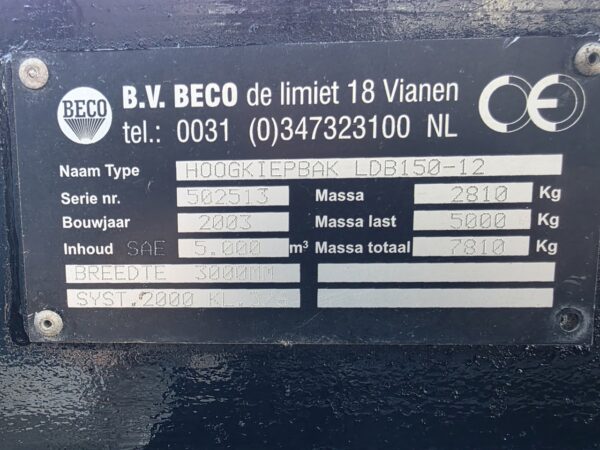 BECO
B.V. BECO de limiet 18 Vianen
tel.: 0031 (0)347323100 NL
CE
Naam Type HOOGKIEPBAK LDB150-12
Serie nr. 502513 Massa 2810 Kg
Bouwjaar 2003 Massa last 5000 Kg
Inhoud SAE 5.000 m³ Massa totaal 7810 Kg
BREEDTE 3000MM
SYST.2000 KL.